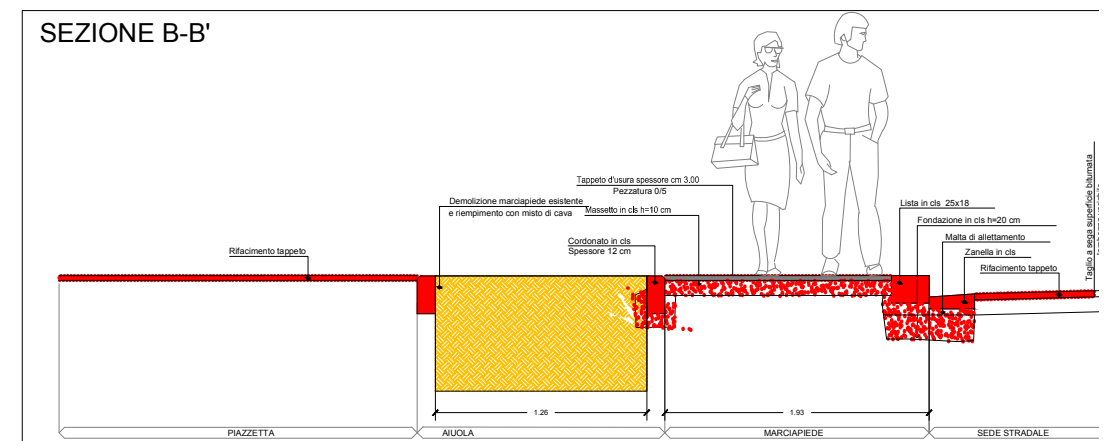 SEZIONE B-B'
Tappeto d'usura spessore cm 3.00
Pezzatura 0/5
Demolizione marciapiede esistente
e riempimento con misto di cava
Massetto in cls h=10 cm
Lista in cls 25x18
Fondazione in cls h=20 cm
Malta di allettamento
Zanella in cls
Rifacimento tappeto
Cordonato in cls
Spessore 12 cm
Rifacimento tappeto
Taglio a sega superficie bitumata
1.26
1.93
PIAZZETTA
AIUOLA
MARCIAPIEDE
SEDE STRADALE